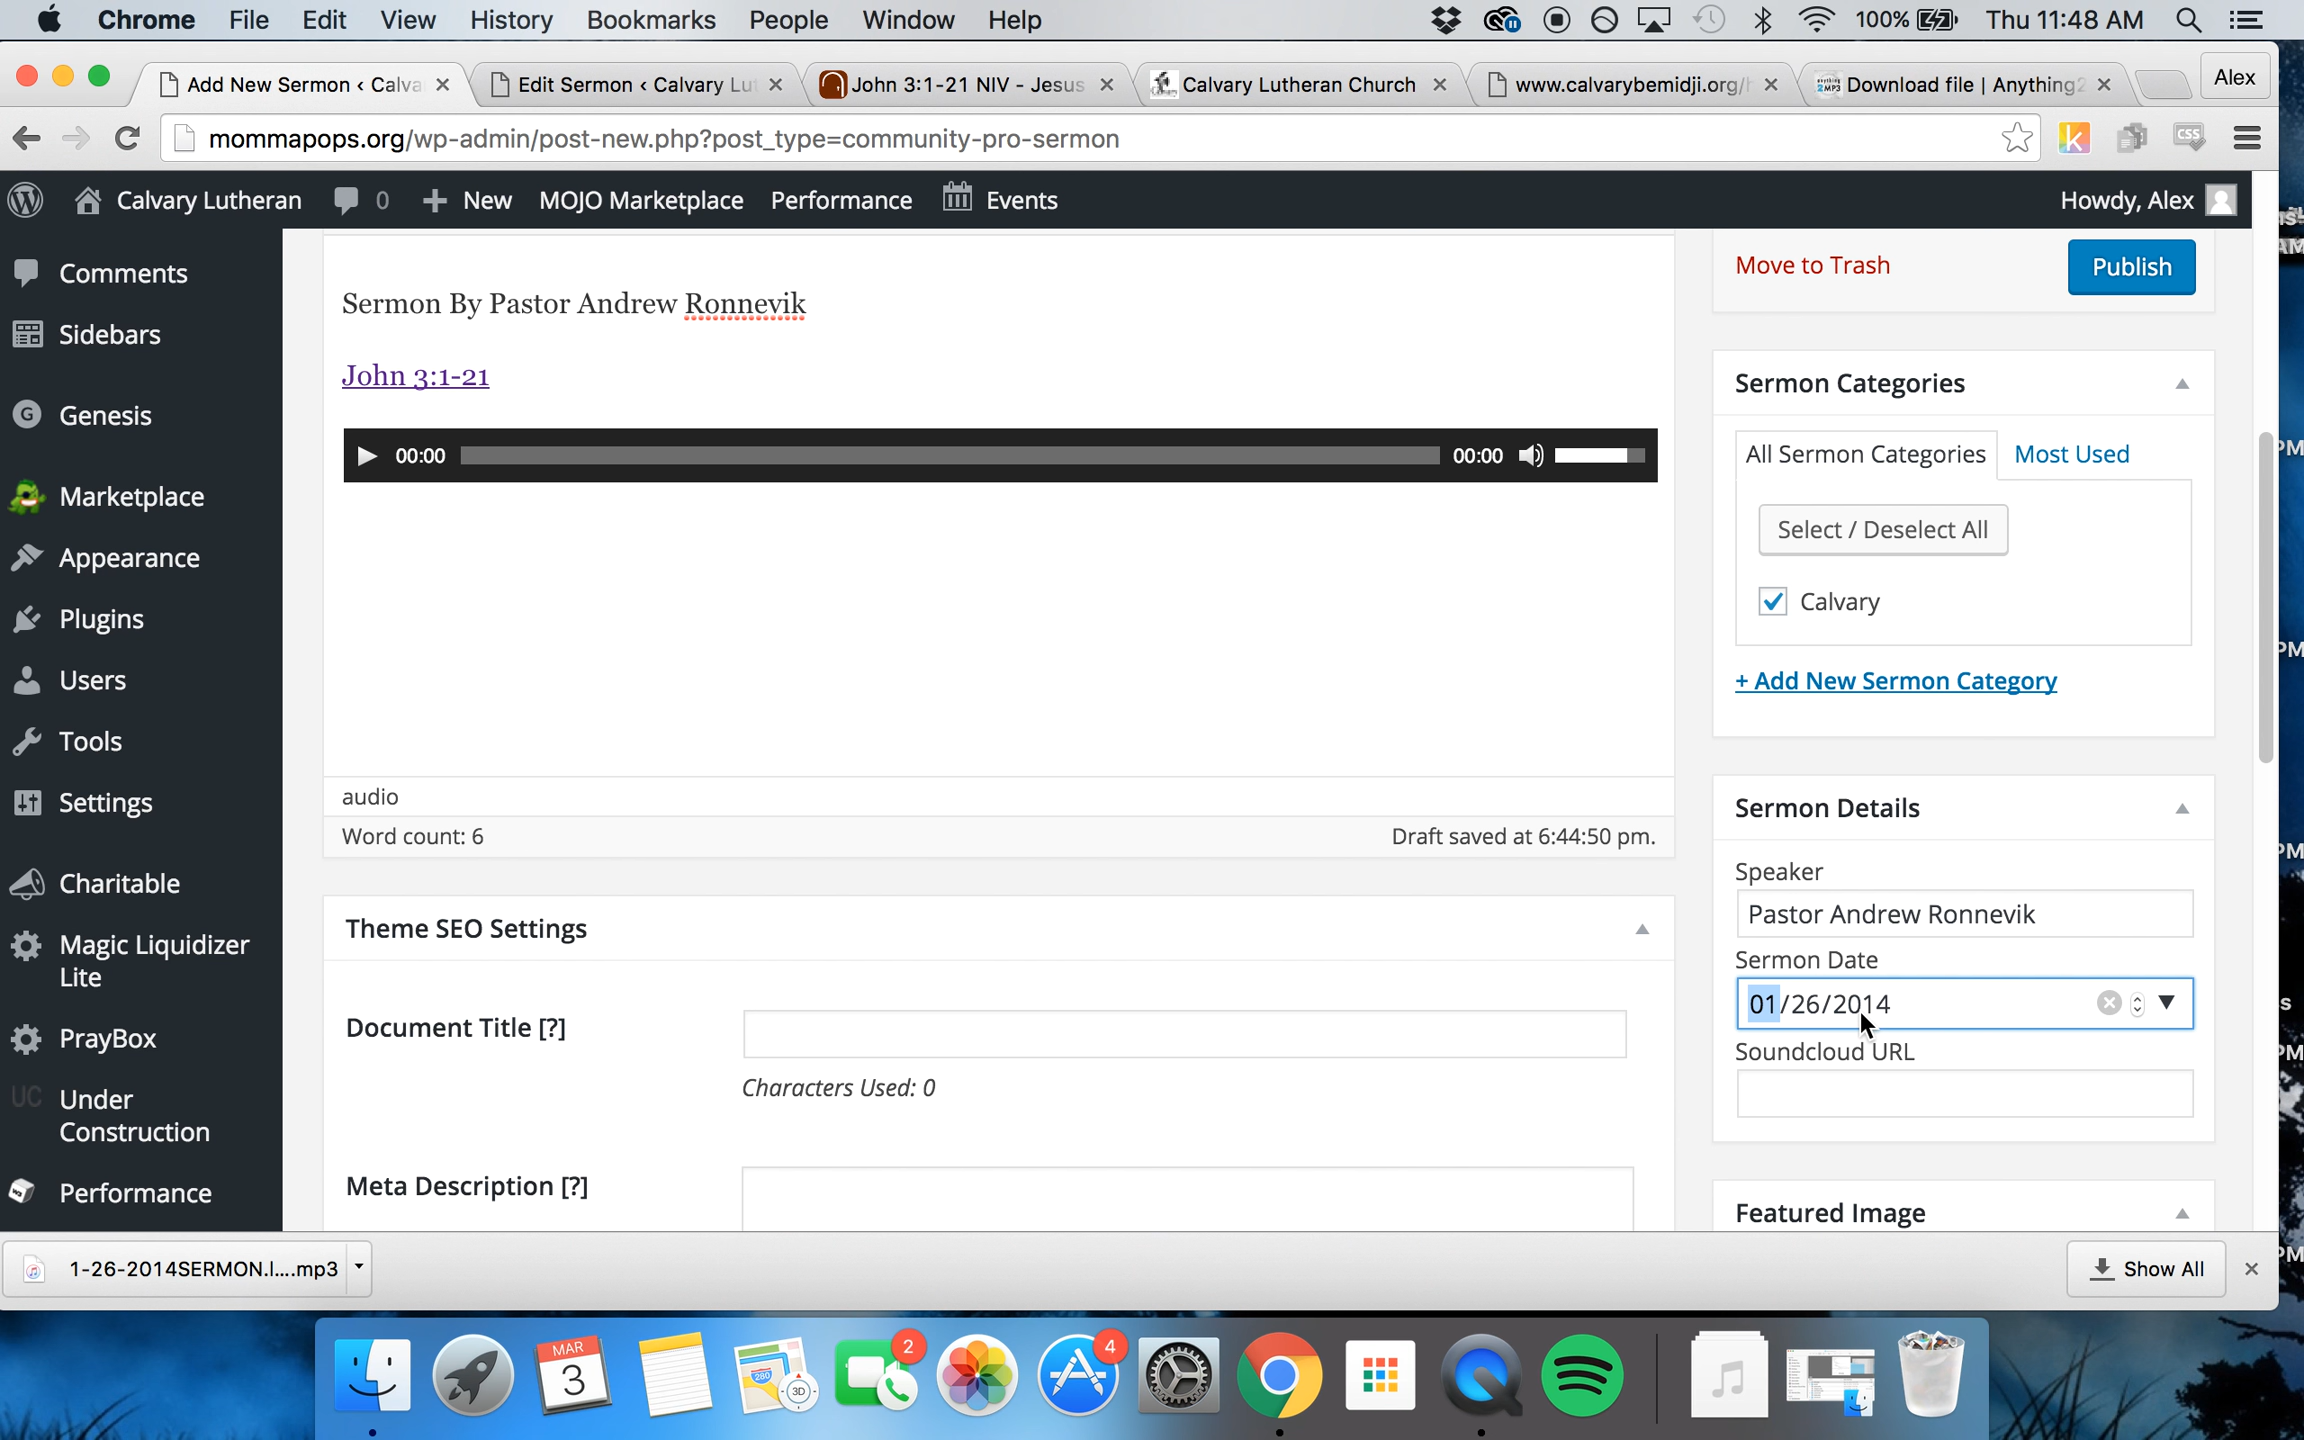 Chrome File Edit View History Bookmarks People Window Help 100% Thu 11:48 AM
Add New Sermon < Calva Edit Sermon < Calvary Lut John 3:1-21 NIV - Jesus Calvary Lutheran Church www.calvarybemidji.org/h Download file | Anything2 Alex
mommapops.org/wp-admin/post-new.php?post_type=community-pro-sermon
Calvary Lutheran 0 + New MOJO Marketplace Performance Events Howdy, Alex
Comments
Sidebars
Genesis
Marketplace
Appearance
Plugins
Users
Tools
Settings
Charitable
Magic Liquidizer
Lite
PrayBox
UC Under
Construction
Performance
Sermon By Pastor Andrew Ronnevik
John 3:1-21
00:00 00:00
audio
Word count: 6 Draft saved at 6:44:50 pm.
Theme SEO Settings
Document Title [?]
Characters Used: 0
Meta Description [?]
Move to Trash Publish
Sermon Categories
All Sermon Categories Most Used
Select / Deselect All
Calvary
+ Add New Sermon Category
Sermon Details
Speaker
Pastor Andrew Ronnevik
Sermon Date
01/26/2014
Soundcloud URL
Featured Image
1-26-2014SERMON.l....mp3 Show All
MAR
3
280
3D
2
4